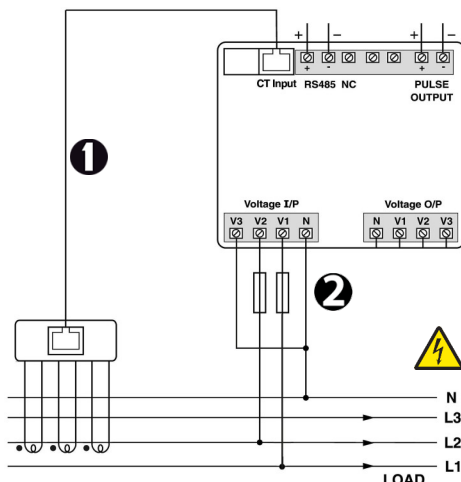 + − + −
+ - + -
CT Input RS485 NC PULSE
OUTPUT
1
Voltage I/P Voltage O/P
V3 V2 V1 N N V1 V2 V3
2
N
L3
L2
L1
LOAD